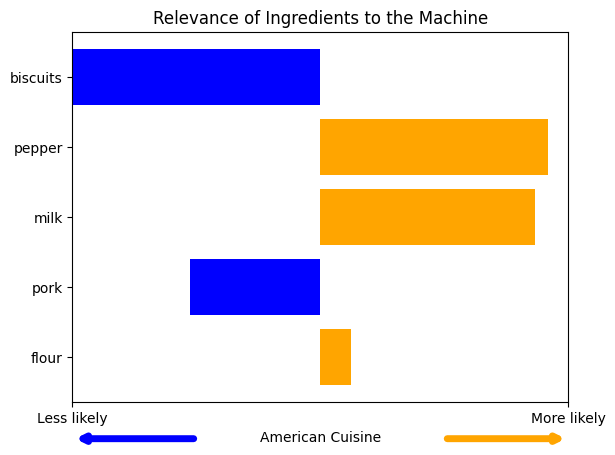 Relevance of Ingredients to the Machine
biscuits
pepper
milk
pork
flour
Less likely
More likely
American Cuisine